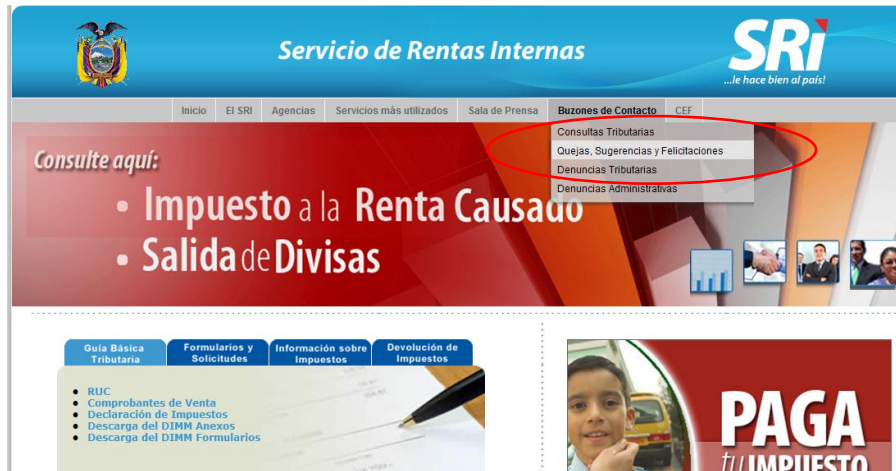 Servicio de Rentas Internas
SRi
...le hace bien al país!
Inicio El SRI Agencias Servicios más utilizados Sala de Prensa Buzones de Contacto CEF
Consultas Tributarias
Quejas, Sugerencias y Felicitaciones
Denuncias Tributarias
Denuncias Administrativas
Consulte aquí:
• Impuesto a la Renta Causado
• Salida de Divisas
Guía Básica
Tributaria
Formularios y
Solicitudes
Información sobre
Impuestos
Devolución de
Impuestos
• RUC
• Comprobantes de Venta
• Declaración de Impuestos
• Descarga del DIMM Anexos
• Descarga del DIMM Formularios
PAGA
tu IMPUESTO